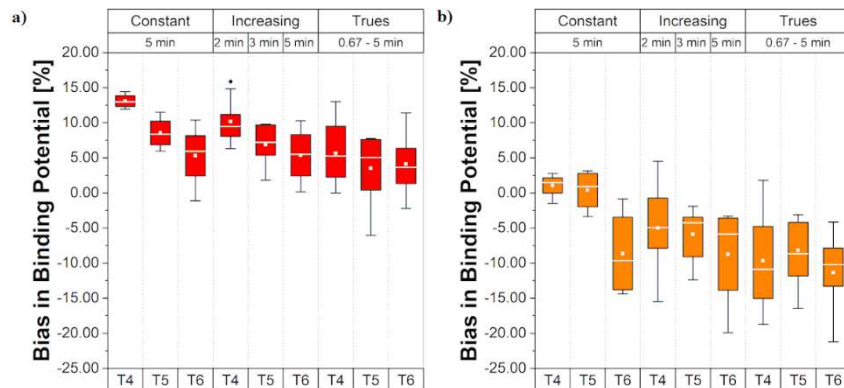 a)
Constant Increasing Trues
5 min 2 min 3 min 5 min 0.67 - 5 min
Bias in Binding Potential [%]
20.00
15.00
10.00
5.00
0.00
-5.00
-10.00
-15.00
-20.00
-25.00
T4 T5 T6 T4 T5 T6 T4 T5 T6
b)
Constant Increasing Trues
5 min 2 min 3 min 5 min 0.67 - 5 min
Bias in Binding Potential [%]
20.00
15.00
10.00
5.00
0.00
-5.00
-10.00
-15.00
-20.00
-25.00
T4 T5 T6 T4 T5 T6 T4 T5 T6